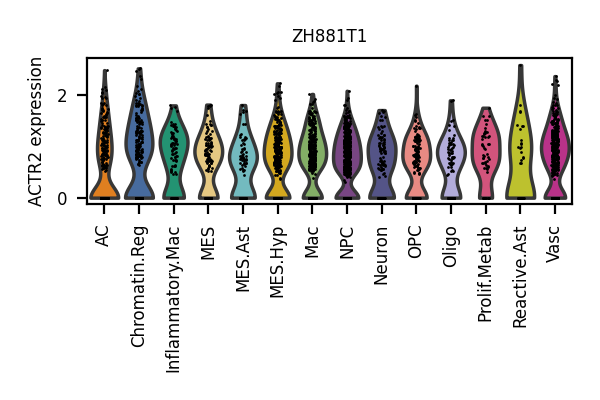 ZH881T1
ACTR2 expression
2
0
AC
Chromatin.Reg
Inflammatory.Mac
MES
MES.Ast
MES.Hyp
Mac
NPC
Neuron
OPC
Oligo
Prolif.Metab
Reactive.Ast
Vasc